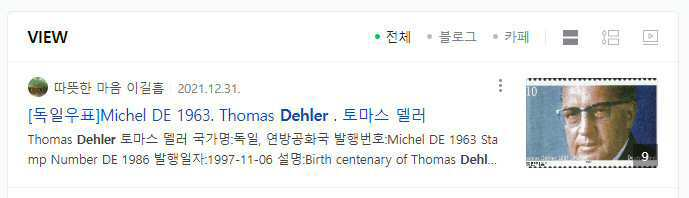 VIEW
전체 블로그 카페
따뜻한 마음 이길흠 2021.12.31.
[독일우표]Michel DE 1963. Thomas Dehler . 토마스 델러
Thomas Dehler 토마스 델러 국가명:독일, 연방공화국 발행번호:Michel DE 1963 Sta
mp Number DE 1986 발행일자:1997-11-06 설명:Birth centenary of Thomas Dehl...
10
9